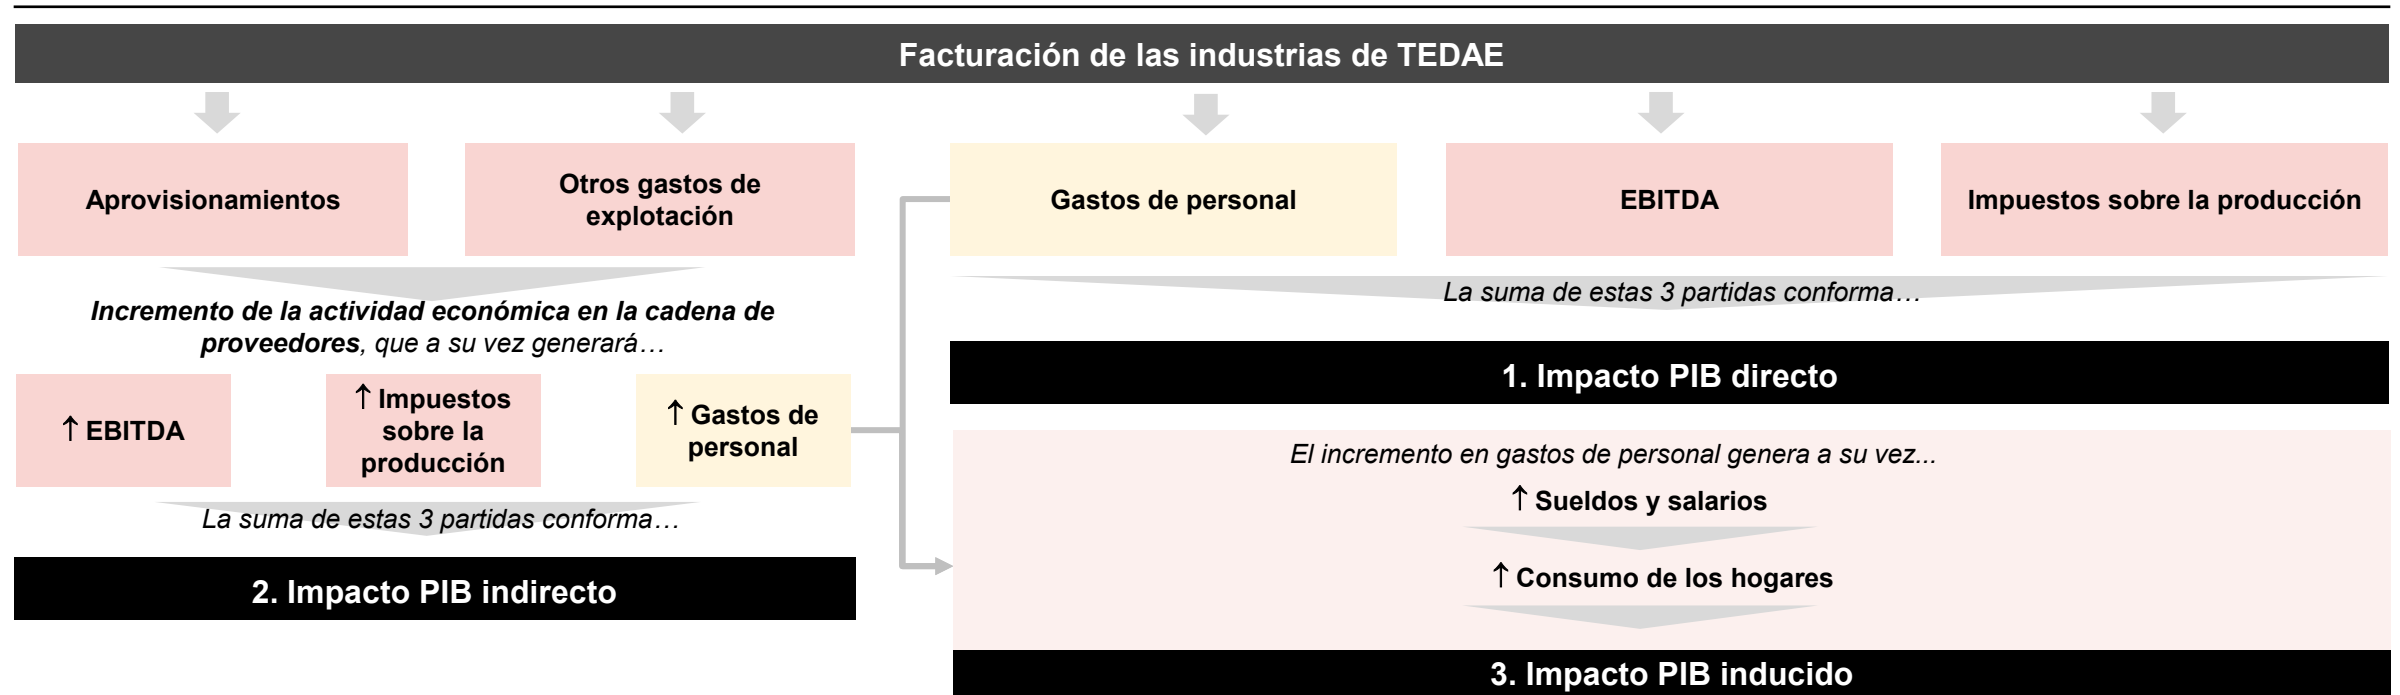 Facturación de las industrias de TEDAE
Aprovisionamientos
Otros gastos de
explotación
Gastos de personal
EBITDA
Impuestos sobre la producción
Incremento de la actividad económica en la cadena de
proveedores, que a su vez generará…
↑ EBITDA
↑ Impuestos
sobre la
producción
↑ Gastos de
personal
La suma de estas 3 partidas conforma…
2. Impacto PIB indirecto
La suma de estas 3 partidas conforma…
1. Impacto PIB directo
El incremento en gastos de personal genera a su vez...
↑ Sueldos y salarios
↑ Consumo de los hogares
3. Impacto PIB inducido